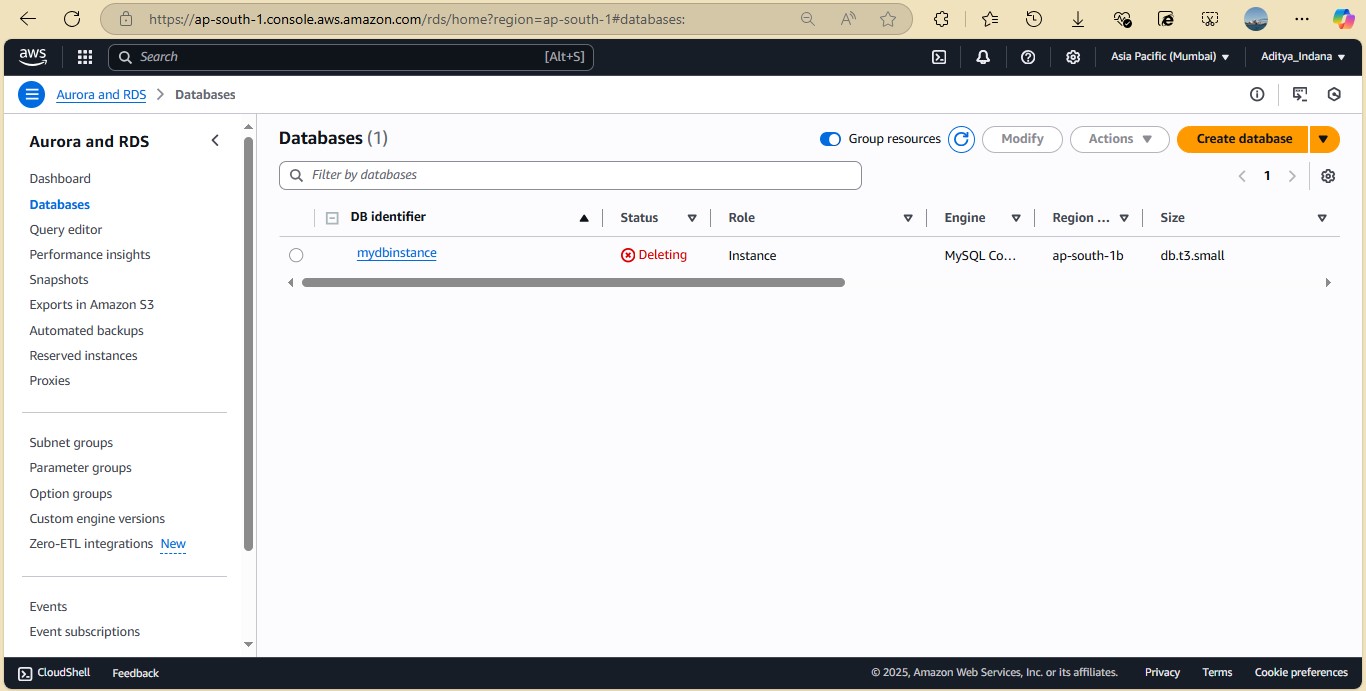 https://ap-south-1.console.aws.amazon.com/rds/home?region=ap-south-1#databases:
aws Search [Alt+S] Asia Pacific (Mumbai) Aditya_Indana
Aurora and RDS > Databases
Aurora and RDS
Dashboard
Databases
Query editor
Performance insights
Snapshots
Exports in Amazon S3
Automated backups
Reserved instances
Proxies
Subnet groups
Parameter groups
Option groups
Custom engine versions
Zero-ETL integrations New
Events
Event subscriptions
Databases (1) Group resources Modify Actions Create database
Filter by databases 1
DB identifier Status Role Engine Region ... Size
mydbinstance Deleting Instance MySQL Co... ap-south-1b db.t3.small
CloudShell Feedback © 2025, Amazon Web Services, Inc. or its affiliates. Privacy Terms Cookie preferences